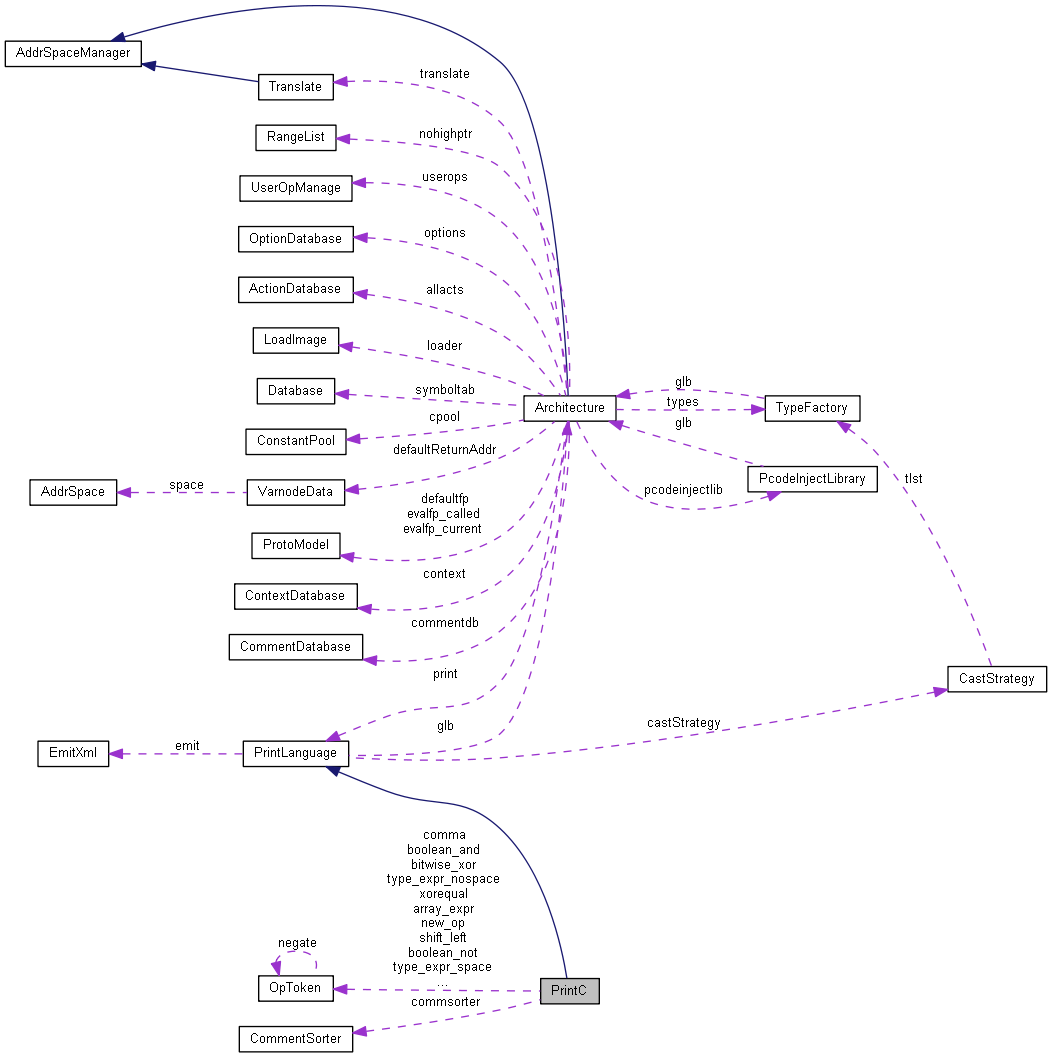 AddrSpaceManager
translate
Translate
nohighptr
RangeList
userops
UserOpManage
options
OptionDatabase
allacts
ActionDatabase
loader
LoadImage
symboltab
Database
glb
Architecture
types
TypeFactory
cpool
glb
ConstantPool
defaultReturnAddr
tlst
PcodeInjectLibrary
AddrSpace
space
VarnodeData
pcodeinjectlib
defaultfp
evalfp_called
evalfp_current
ProtoModel
context
ContextDatabase
commentdb
CommentDatabase
print
CastStrategy
glb
castStrategy
EmitXml
emit
PrintLanguage
comma
boolean_and
bitwise_xor
type_expr_nospace
xorequal
array_expr
new_op
shift_left
boolean_not
type_expr_space
...
negate
OpToken
PrintC
commsorter
CommentSorter